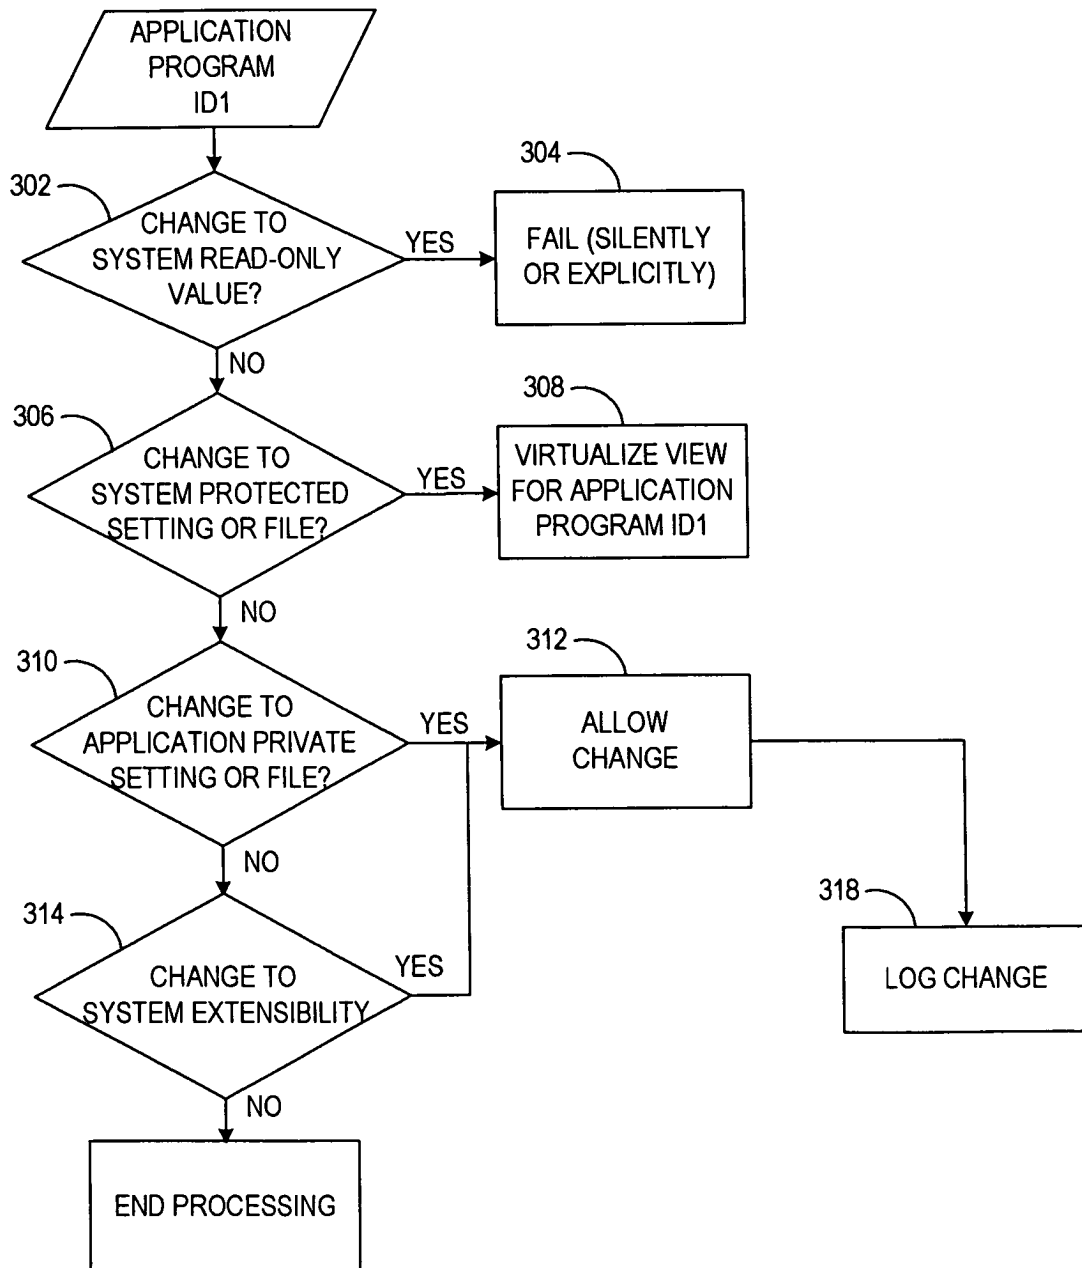 APPLICATION
PROGRAM
ID1
302
CHANGE TO
SYSTEM READ-ONLY
VALUE?
YES
304
FAIL (SILENTLY
OR EXPLICITLY)
NO
306
CHANGE TO
SYSTEM PROTECTED
SETTING OR FILE?
YES
308
VIRTUALIZE VIEW
FOR APPLICATION
PROGRAM ID1
NO
310
CHANGE TO
APPLICATION PRIVATE
SETTING OR FILE?
YES
312
ALLOW
CHANGE
NO
314
CHANGE TO
SYSTEM EXTENSIBILITY
YES
318
LOG CHANGE
NO
END PROCESSING